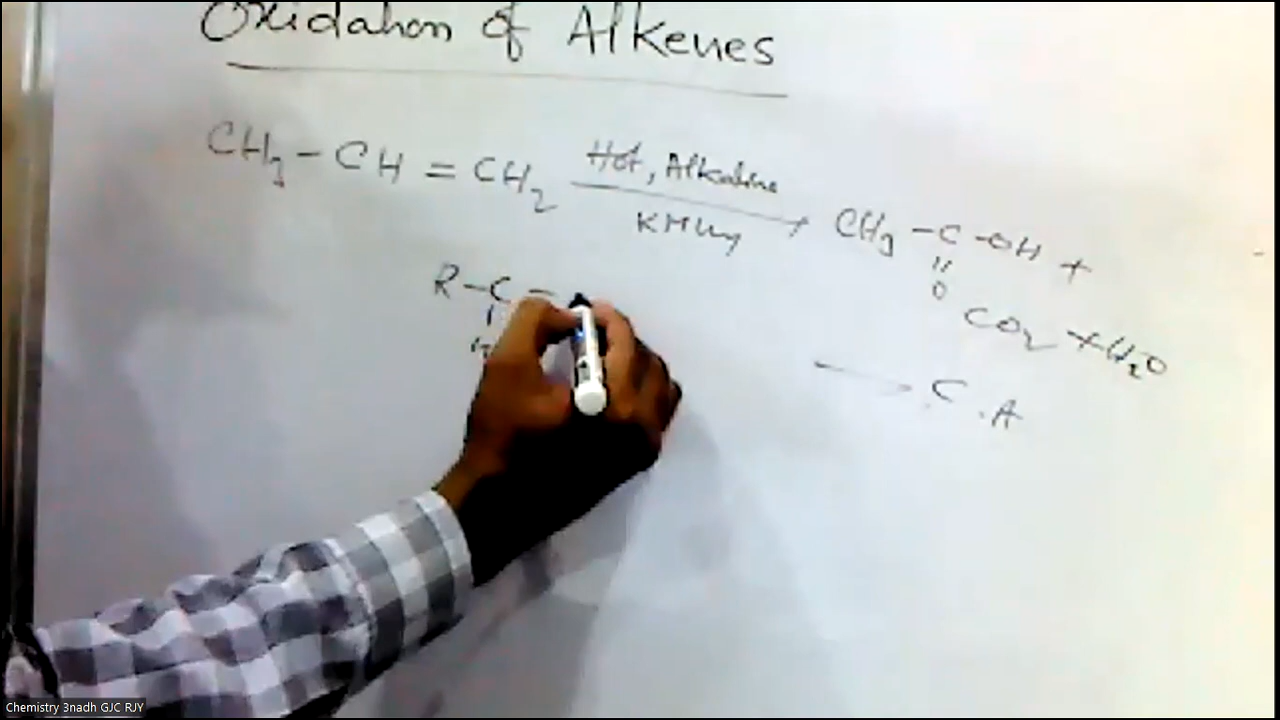 Oxidation of Alkenes
CH3 – CH = CH2 Hot, Alkaline KMnO4 → CH3 – C – OH +
||
O
CO2 + H2O
R – C =
→ C.A
H
Chemistry 3nadh GJC RJY